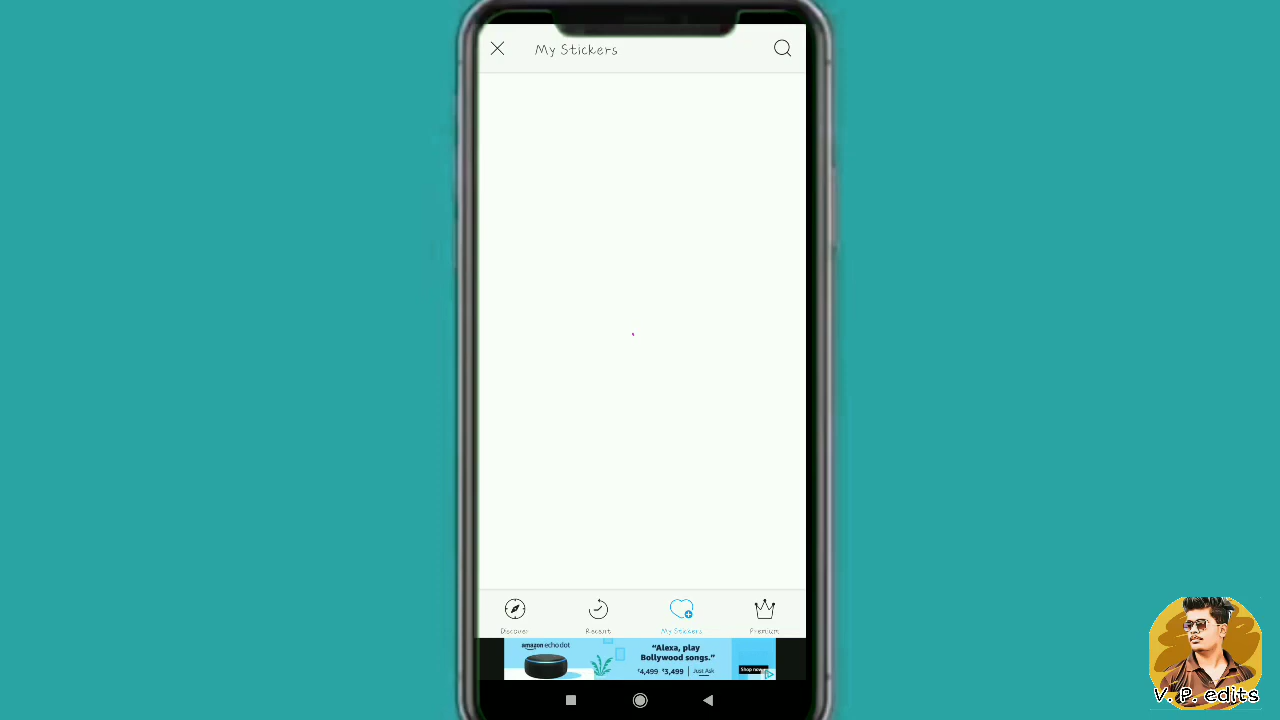 My Stickers
Discover
Recent
My Stickers
Premium
amazon echo dot
“Alexa, play
Bollywood songs.”
₹4,499 ₹3,499 | Just Ask
Shop now
V. P. edits